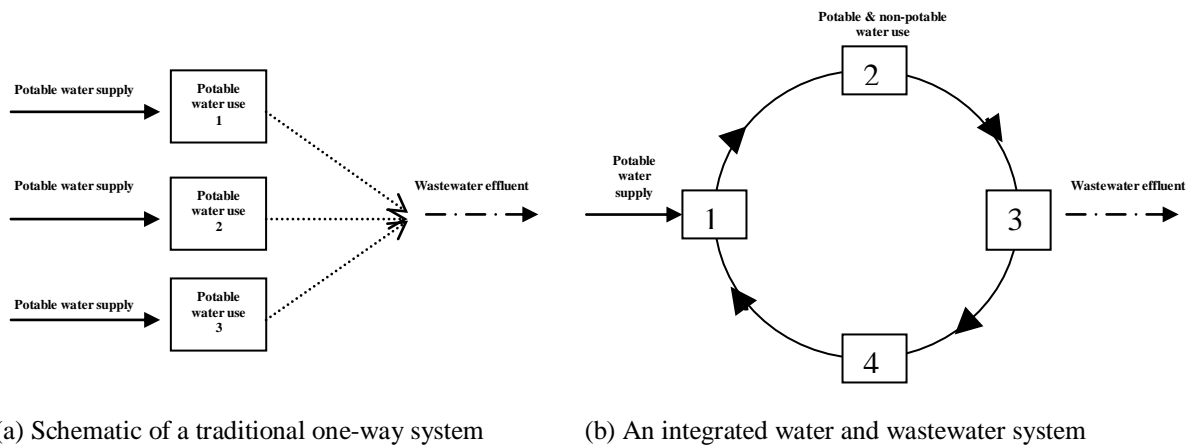 Potable water supply
Potable
water use
1
Potable water supply
Potable
water use
2
Potable water supply
Potable
water use
3
Wastewater effluent
Potable & non-potable
water use
2
Potable
water
supply
1
3
Wastewater effluent
4
(a) Schematic of a traditional one-way system
(b) An integrated water and wastewater system